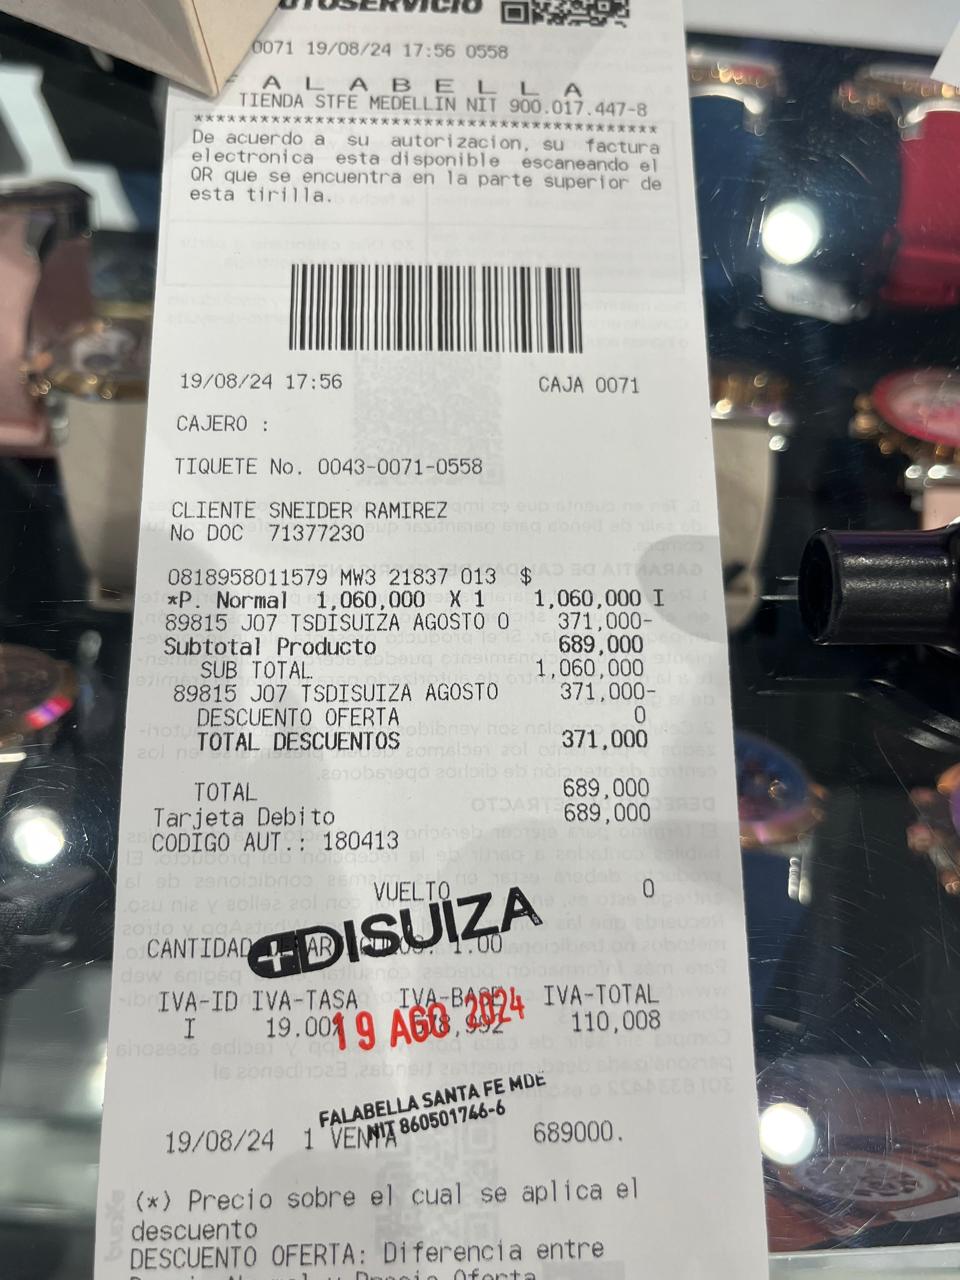 AUTOSERVICIO
0071 19/08/24 17:56 0558
F A L A B E L L A
TIENDA STFE MEDELLIN NIT 900.017.447-8
****************************************
De acuerdo a su autorizacion, su factura
electronica esta disponible escaneando el
QR que se encuentra en la parte superior de
esta tirilla.
19/08/24 17:56 CAJA 0071
CAJERO :
TIQUETE No. 0043-0071-0558
CLIENTE SNEIDER RAMIREZ
No DOC 71377230
0818958011579 MW3 21837 013 $
*P. Normal 1,060,000 X 1 1,060,000 I
89815 J07 TSDISUIZA AGOSTO 0 371,000-
Subtotal Producto 689,000
SUB TOTAL 1,060,000
89815 J07 TSDISUIZA AGOSTO 371,000-
DESCUENTO OFERTA 0
TOTAL DESCUENTOS 371,000
TOTAL 689,000
Tarjeta Debito 689,000
CODIGO AUT.: 180413
VUELTO 0
DISUIZA
CANTIDAD 1.00
IVA-ID IVA-TASA IVA-BASE IVA-TOTAL
I 19.00% 110,008
19 AGO 2024
FALABELLA SANTA FE MDE
NIT 860501746-6
19/08/24 1 VENTA 689000.
(*) Precio sobre el cual se aplica el
descuento
DESCUENTO OFERTA: Diferencia entre